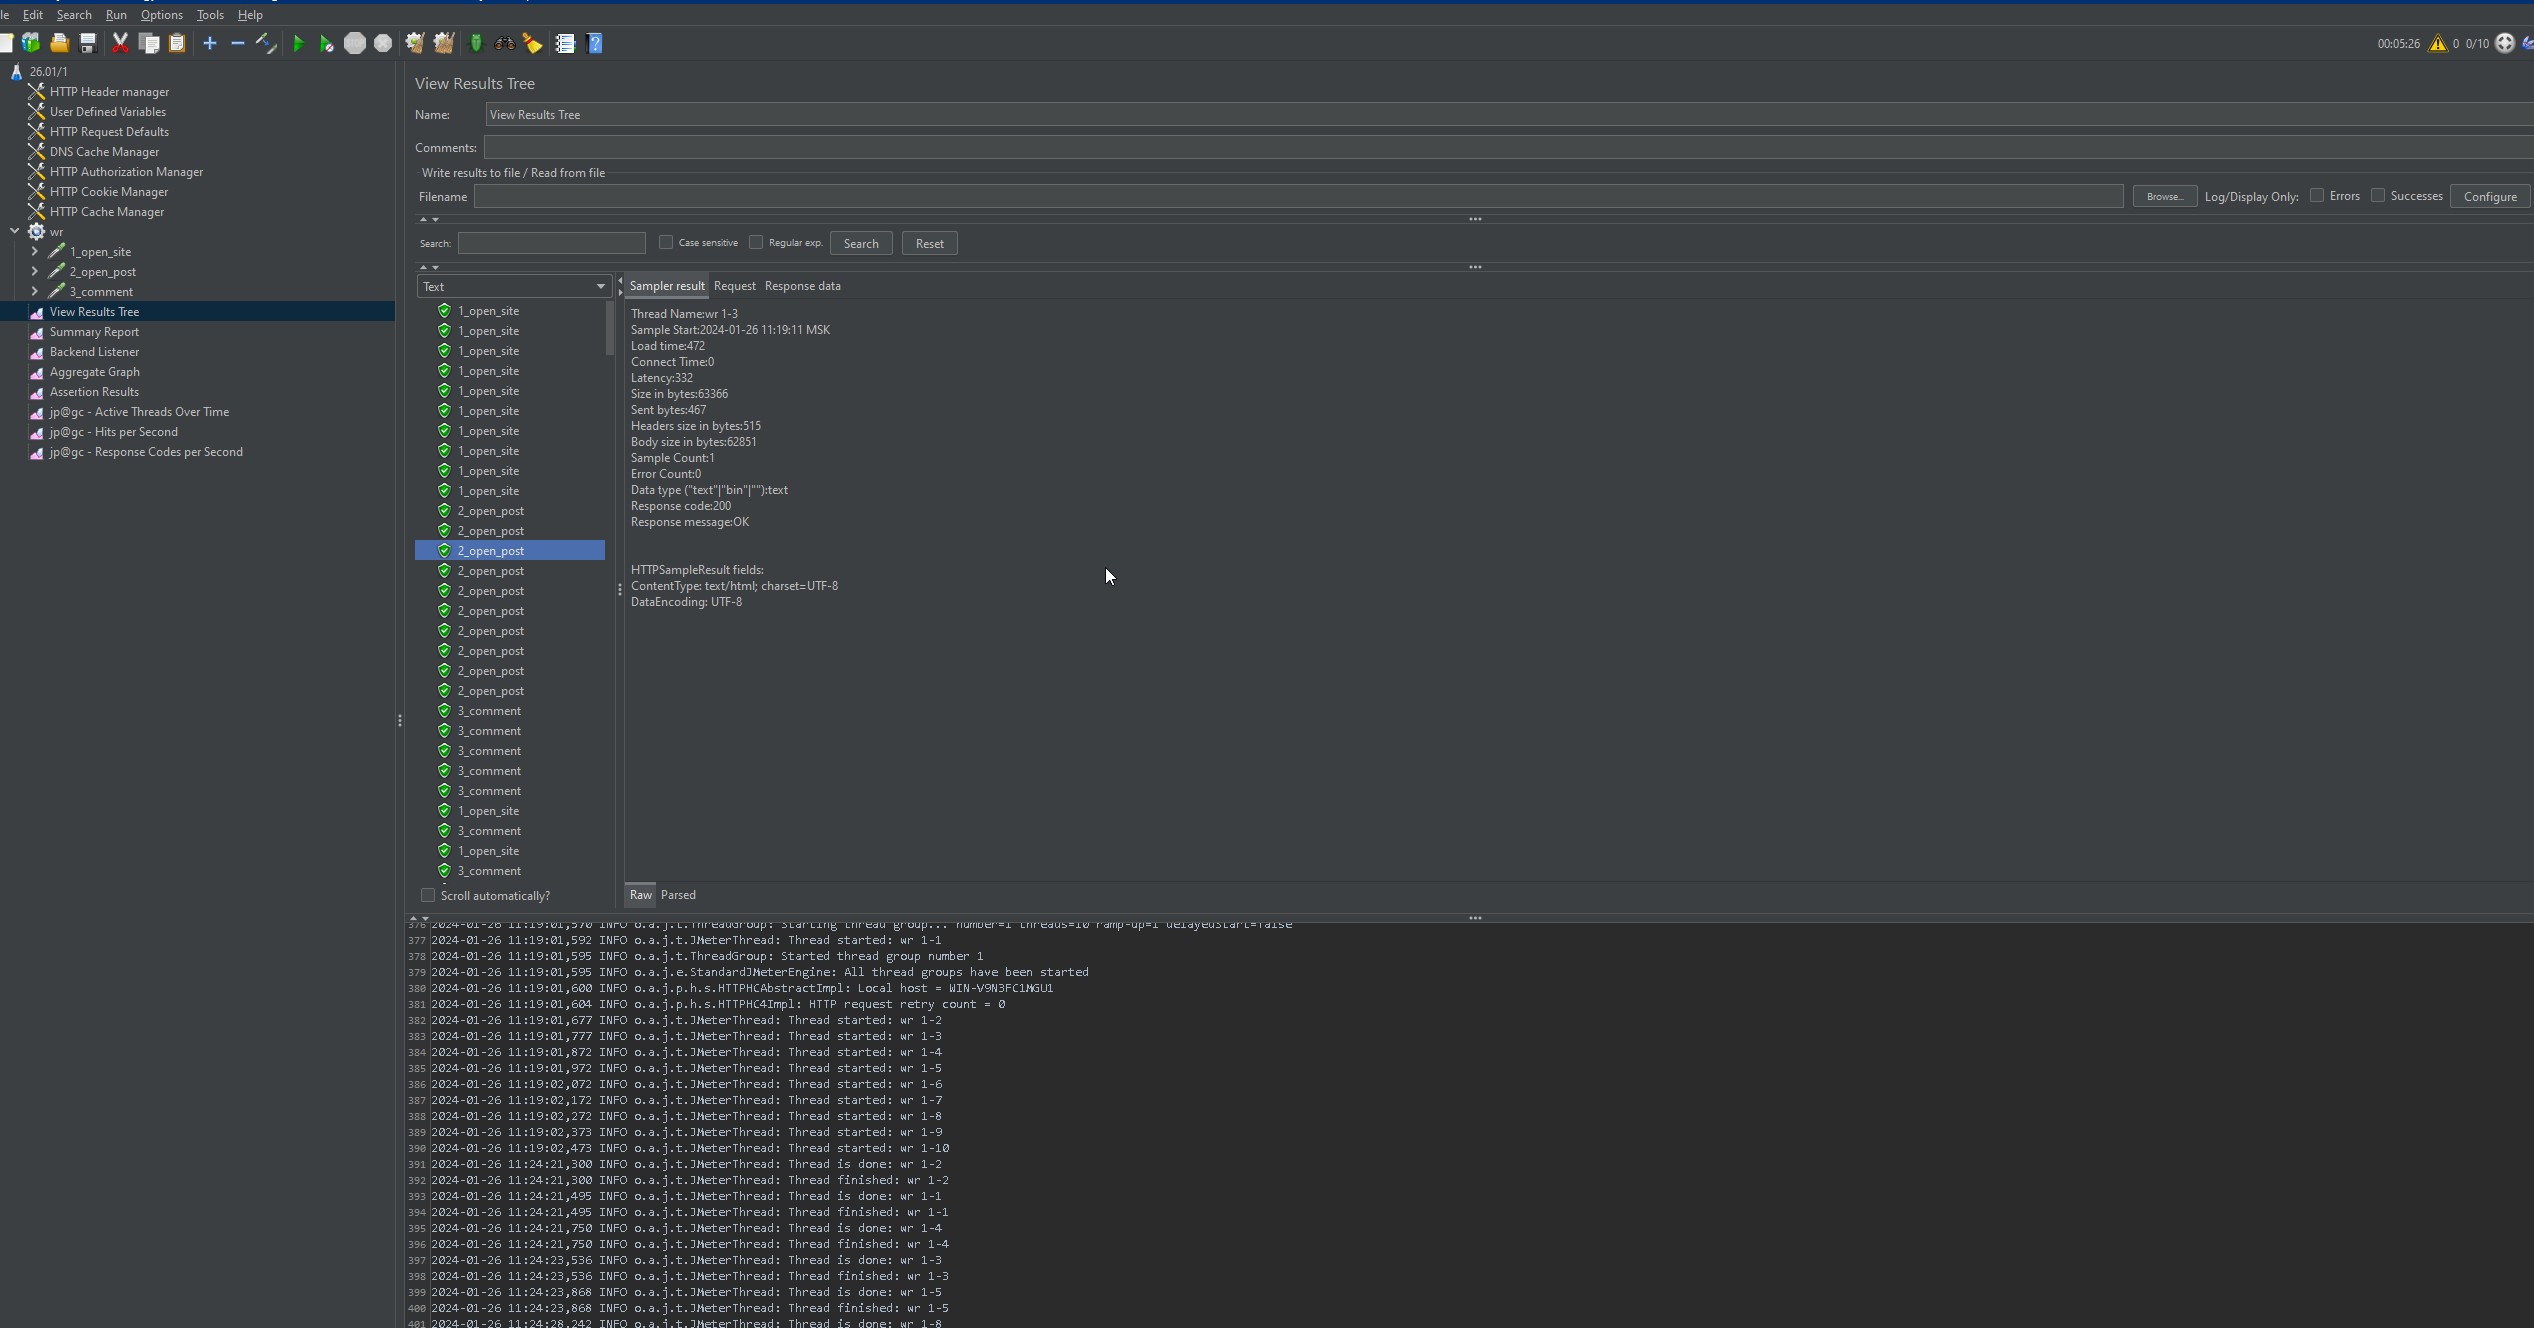 le Edit Search Run Options Tools Help
00:05:26 0 0/10
26.01/1
HTTP Header manager
User Defined Variables
HTTP Request Defaults
DNS Cache Manager
HTTP Authorization Manager
HTTP Cookie Manager
HTTP Cache Manager
wr
1_open_site
2_open_post
3_comment
View Results Tree
Summary Report
Backend Listener
Aggregate Graph
Assertion Results
jp@gc - Active Threads Over Time
jp@gc - Hits per Second
jp@gc - Response Codes per Second
View Results Tree
Name: View Results Tree
Comments:
Write results to file / Read from file
Filename Browse... Log/Display Only: Errors Successes Configure
Search: Case sensitive Regular exp. Search Reset
Text
1_open_site
1_open_site
1_open_site
1_open_site
1_open_site
1_open_site
1_open_site
1_open_site
1_open_site
1_open_site
2_open_post
2_open_post
2_open_post
2_open_post
2_open_post
2_open_post
2_open_post
2_open_post
2_open_post
2_open_post
3_comment
3_comment
3_comment
3_comment
3_comment
1_open_site
3_comment
1_open_site
3_comment
Scroll automatically?
Sampler result Request Response data
Thread Name:wr 1-3
Sample Start:2024-01-26 11:19:11 MSK
Load time:472
Connect Time:0
Latency:332
Size in bytes:63366
Sent bytes:467
Headers size in bytes:515
Body size in bytes:62851
Sample Count:1
Error Count:0
Data type ("text"|"bin"|""):text
Response code:200
Response message:OK
HTTPSampleResult fields:
ContentType: text/html; charset=UTF-8
DataEncoding: UTF-8
Raw Parsed
376 2024-01-26 11:19:01,570 INFO o.a.j.t.ThreadGroup: Starting thread group... number=1 threads=10 ramp-up=1 delayedStart=false
377 2024-01-26 11:19:01,592 INFO o.a.j.t.JMeterThread: Thread started: wr 1-1
378 2024-01-26 11:19:01,595 INFO o.a.j.t.ThreadGroup: Started thread group number 1
379 2024-01-26 11:19:01,595 INFO o.a.j.e.StandardJMeterEngine: All thread groups have been started
380 2024-01-26 11:19:01,600 INFO o.a.j.p.h.s.HTTPHCAbstractImpl: Local host = WIN-V9N3FC1MGU1
381 2024-01-26 11:19:01,604 INFO o.a.j.p.h.s.HTTPHC4Impl: HTTP request retry count = 0
382 2024-01-26 11:19:01,677 INFO o.a.j.t.JMeterThread: Thread started: wr 1-2
383 2024-01-26 11:19:01,777 INFO o.a.j.t.JMeterThread: Thread started: wr 1-3
384 2024-01-26 11:19:01,872 INFO o.a.j.t.JMeterThread: Thread started: wr 1-4
385 2024-01-26 11:19:01,972 INFO o.a.j.t.JMeterThread: Thread started: wr 1-5
386 2024-01-26 11:19:02,072 INFO o.a.j.t.JMeterThread: Thread started: wr 1-6
387 2024-01-26 11:19:02,172 INFO o.a.j.t.JMeterThread: Thread started: wr 1-7
388 2024-01-26 11:19:02,272 INFO o.a.j.t.JMeterThread: Thread started: wr 1-8
389 2024-01-26 11:19:02,373 INFO o.a.j.t.JMeterThread: Thread started: wr 1-9
390 2024-01-26 11:19:02,473 INFO o.a.j.t.JMeterThread: Thread started: wr 1-10
391 2024-01-26 11:24:21,300 INFO o.a.j.t.JMeterThread: Thread is done: wr 1-2
392 2024-01-26 11:24:21,300 INFO o.a.j.t.JMeterThread: Thread finished: wr 1-2
393 2024-01-26 11:24:21,495 INFO o.a.j.t.JMeterThread: Thread is done: wr 1-1
394 2024-01-26 11:24:21,495 INFO o.a.j.t.JMeterThread: Thread finished: wr 1-1
395 2024-01-26 11:24:21,750 INFO o.a.j.t.JMeterThread: Thread is done: wr 1-4
396 2024-01-26 11:24:21,750 INFO o.a.j.t.JMeterThread: Thread finished: wr 1-4
397 2024-01-26 11:24:23,536 INFO o.a.j.t.JMeterThread: Thread is done: wr 1-3
398 2024-01-26 11:24:23,536 INFO o.a.j.t.JMeterThread: Thread finished: wr 1-3
399 2024-01-26 11:24:23,868 INFO o.a.j.t.JMeterThread: Thread is done: wr 1-5
400 2024-01-26 11:24:23,868 INFO o.a.j.t.JMeterThread: Thread finished: wr 1-5
401 2024-01-26 11:24:28,242 INFO o.a.j.t.JMeterThread: Thread is done: wr 1-8